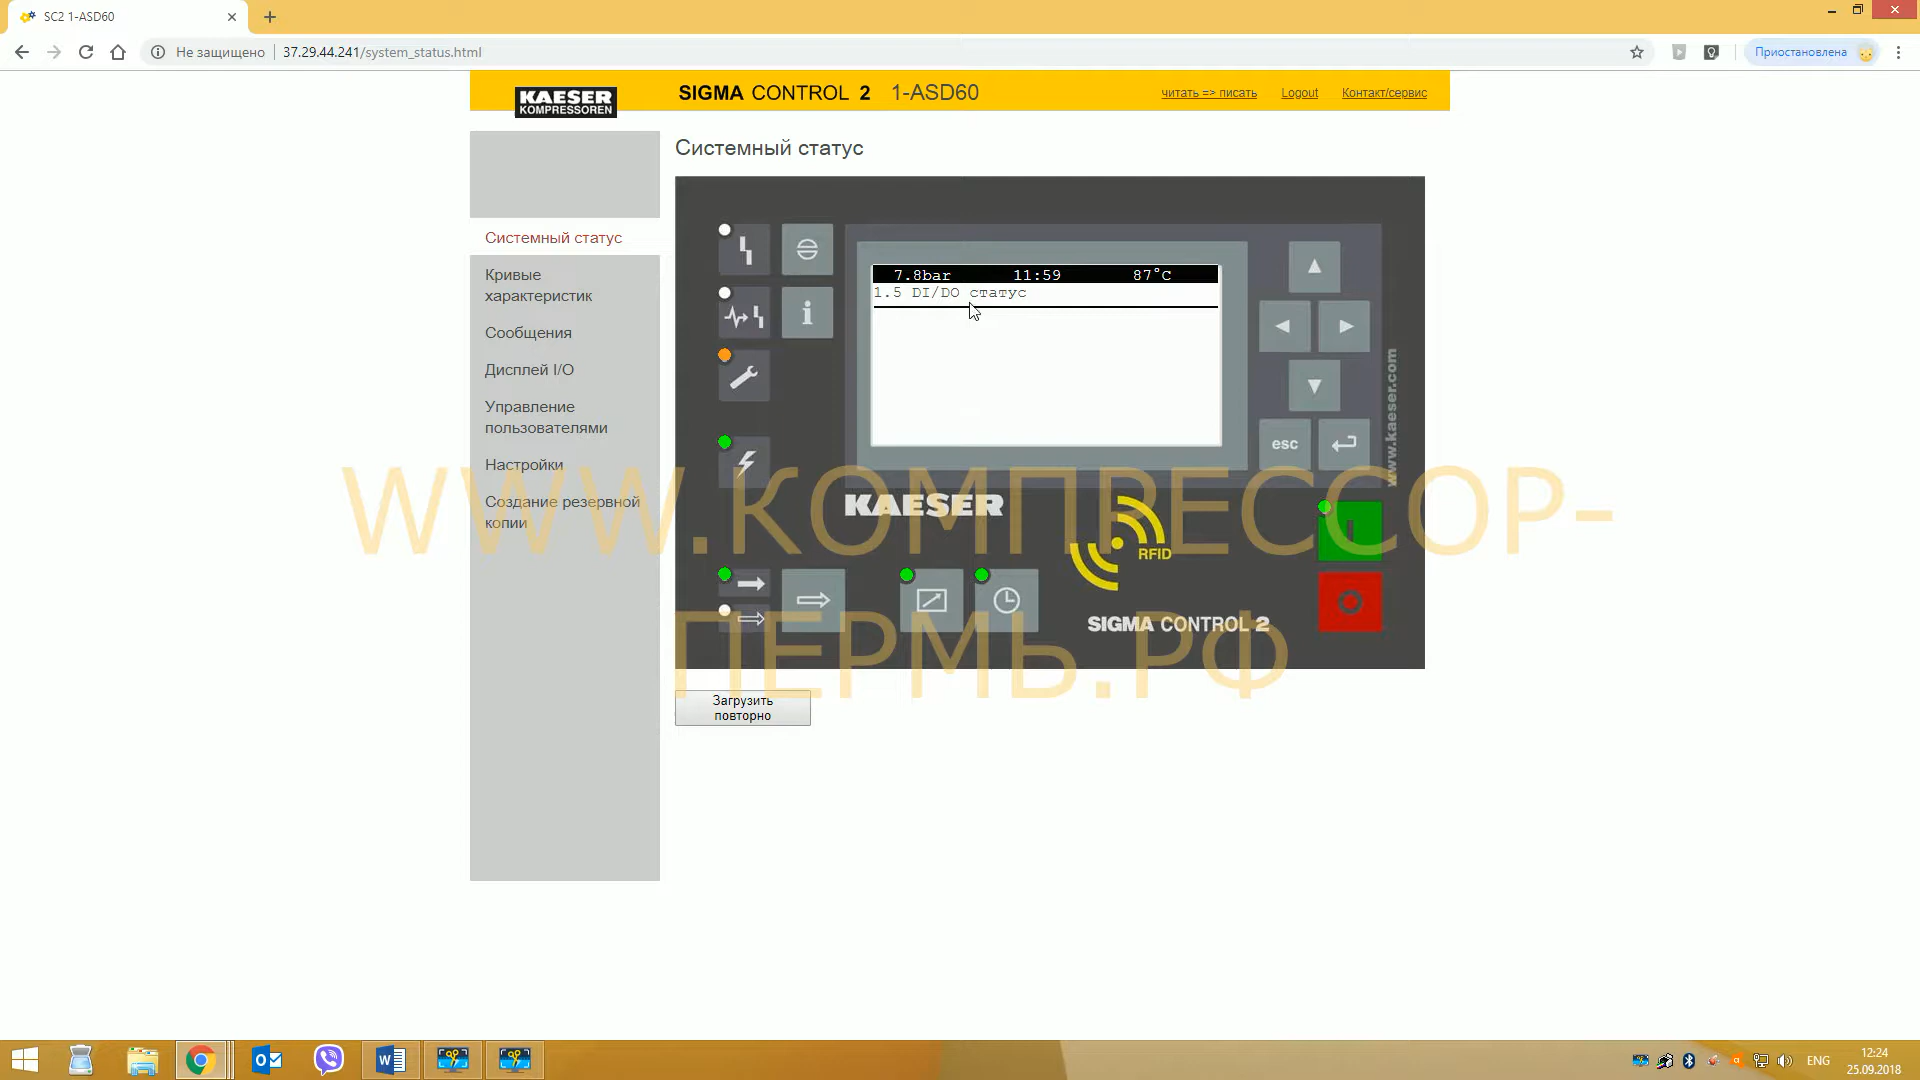 SC2 1-ASD60
Не защищено
37.29.44.241/system_status.html
Приостановлена
KAESER
KOMPRESSOREN
SIGMA CONTROL 2 1-ASD60
читать => писать
Logout
Контакт/сервис
Системный статус
Системный статус
Кривые
характеристик
Сообщения
Дисплей I/O
Управление
пользователями
Настройки
Создание резервной
копии
7.8bar 11:59 87°C
1.5 DI/DO статус
esc
www.kaeser.com
KAESER
RFID
SIGMA CONTROL 2
WWW.КОМПРЕССОР-
ПЕРМЬ.РФ
Загрузить
повторно
ENG
12:24
25.09.2018